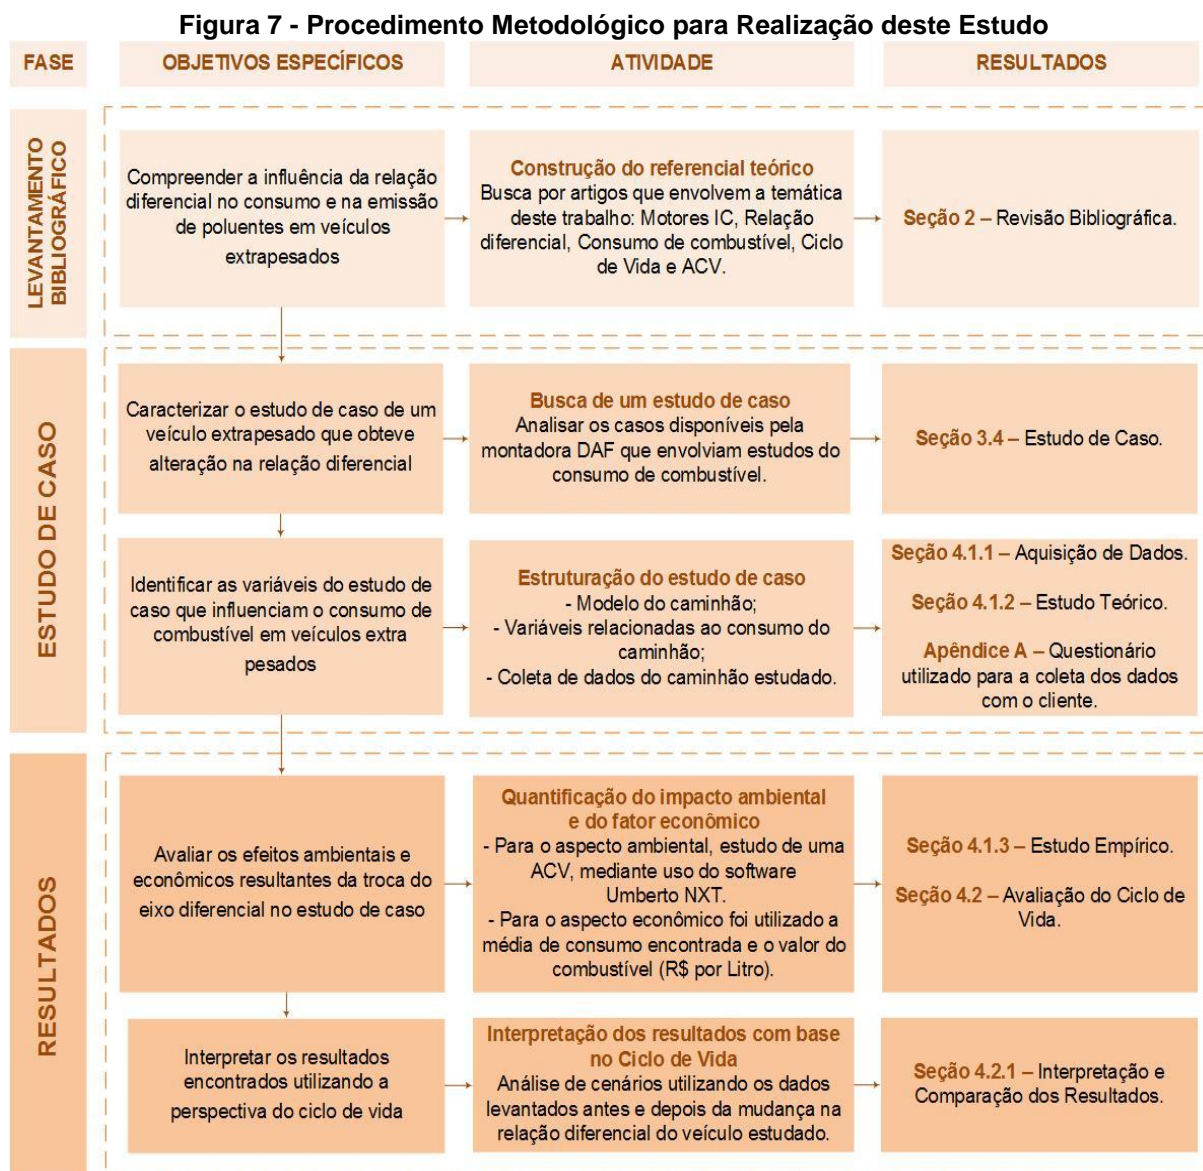 Figura 7 - Procedimento Metodológico para Realização deste Estudo
FASE
OBJETIVOS ESPECÍFICOS
ATIVIDADE
RESULTADOS
LEVANTAMENTO
BIBLIOGRÁFICO
Compreender a influência da relação
diferencial no consumo e na emissão
de poluentes em veículos
extrapesados
Construção do referencial teórico
Busca por artigos que envolvem a temática
deste trabalho: Motores IC, Relação
diferencial, Consumo de combustível, Ciclo
de Vida e ACV.
Seção 2 – Revisão Bibliográfica.
ESTUDO DE CASO
Caracterizar o estudo de caso de um
veículo extrapesado que obteve
alteração na relação diferencial
Busca de um estudo de caso
Analisar os casos disponíveis pela
montadora DAF que envolviam estudos do
consumo de combustível.
Seção 3.4 – Estudo de Caso.
Identificar as variáveis do estudo de
caso que influenciam o consumo de
combustível em veículos extra
pesados
Estruturação do estudo de caso
- Modelo do caminhão;
- Variáveis relacionadas ao consumo do
caminhão;
- Coleta de dados do caminhão estudado.
Seção 4.1.1 – Aquisição de Dados.
Seção 4.1.2 – Estudo Teórico.
Apêndice A – Questionário
utilizado para a coleta dos dados
com o cliente.
RESULTADOS
Avaliar os efeitos ambientais e
econômicos resultantes da troca do
eixo diferencial no estudo de caso
Quantificação do impacto ambiental
e do fator econômico
- Para o aspecto ambiental, estudo de uma
ACV, mediante uso do software
Umberto NXT.
- Para o aspecto econômico foi utilizado a
média de consumo encontrada e o valor do
combustível (R$ por Litro).
Seção 4.1.3 – Estudo Empírico.
Seção 4.2 – Avaliação do Ciclo de
Vida.
Interpretar os resultados
encontrados utilizando a
perspectiva do ciclo de vida
Interpretação dos resultados com base
no Ciclo de Vida
Análise de cenários utilizando os dados
levantados antes e depois da mudança na
relação diferencial do veículo estudado.
Seção 4.2.1 – Interpretação e
Comparação dos Resultados.